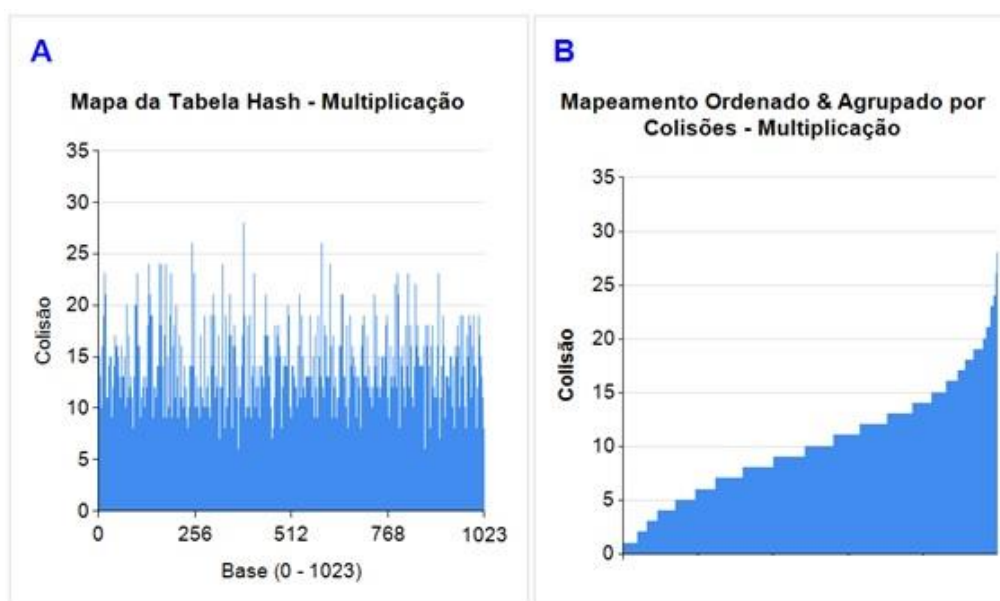 A
Mapa da Tabela Hash - Multiplicação
35
30
25
20
15
10
5
0
Colisão
0 256 512 768 1023
Base (0 - 1023)
B
Mapeamento Ordenado & Agrupado por
Colisões - Multiplicação
35
30
25
20
15
10
5
0
Colisão